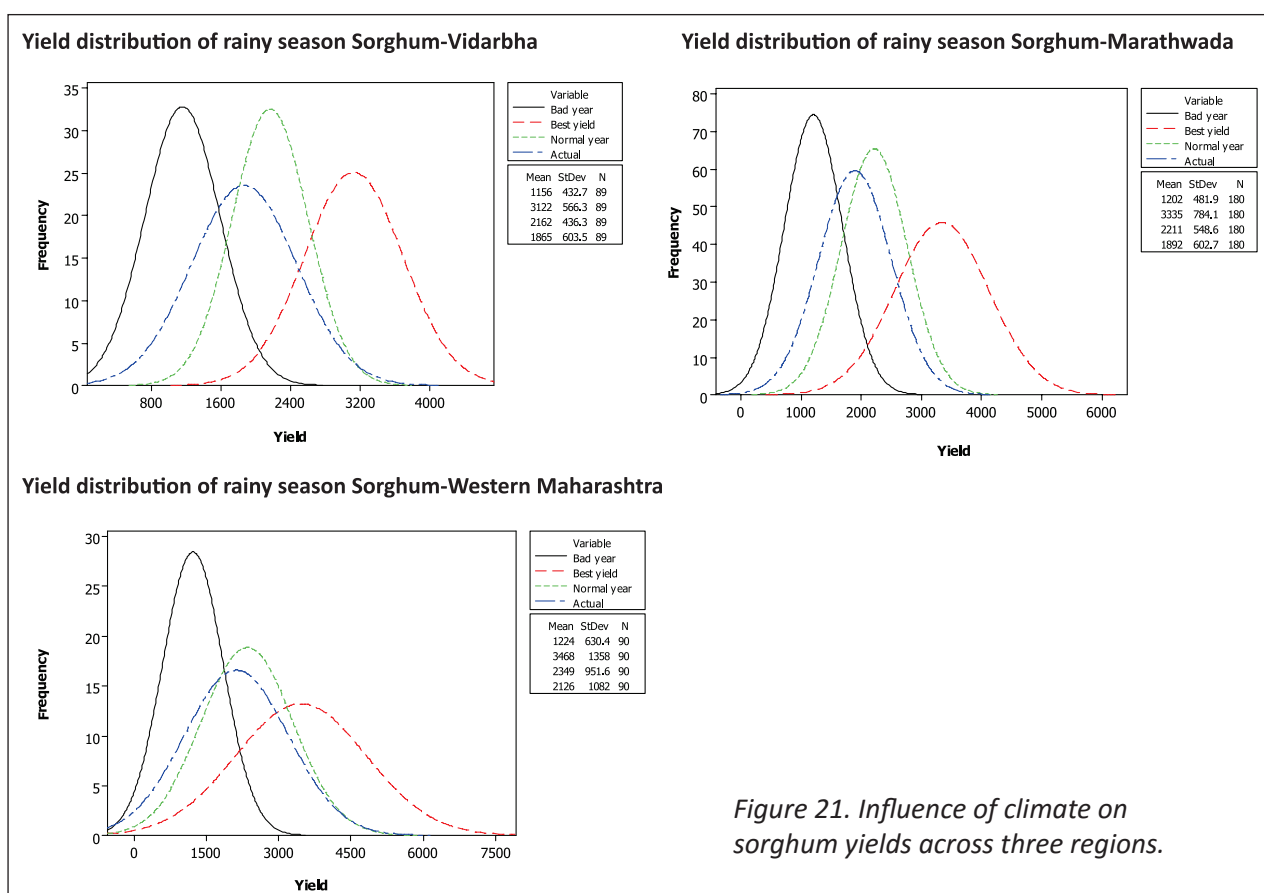 Yield distribution of rainy season Sorghum-Vidarbha
35
30
25
20
15
10
5
0
Frequency
800 1600 2400 3200 4000
Yield
Variable
Bad year
Best yield
Normal year
Actual
Mean StDev N
1156 432.7 89
3122 566.3 89
2162 436.3 89
1865 603.5 89
Yield distribution of rainy season Sorghum-Marathwada
80
70
60
50
40
30
20
10
0
Frequency
0 1000 2000 3000 4000 5000 6000
Yield
Variable
Bad year
Best yield
Normal year
Actual
Mean StDev N
1202 481.9 180
3335 784.1 180
2211 548.6 180
1892 602.7 180
Yield distribution of rainy season Sorghum-Western Maharashtra
30
25
20
15
10
5
0
Frequency
0 1500 3000 4500 6000 7500
Yield
Variable
Bad year
Best yield
Normal year
Actual
Mean StDev N
1224 630.4 90
3468 1358 90
2349 951.6 90
2126 1082 90
Figure 21. Influence of climate on
sorghum yields across three regions.